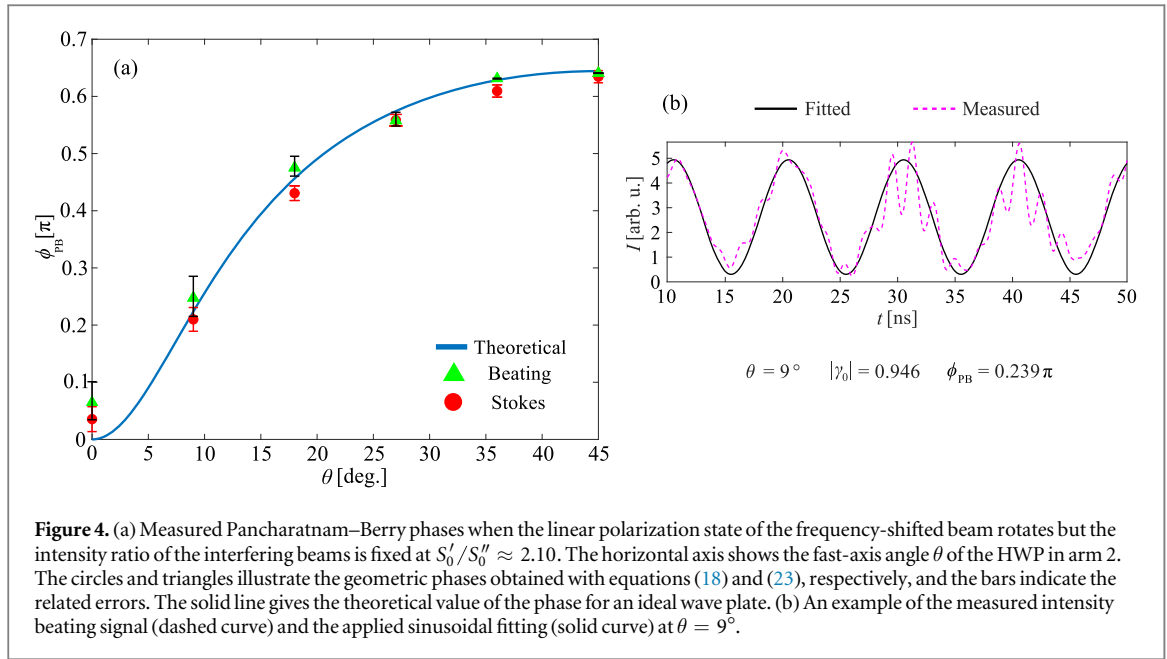 (a)
0.7
0.6
0.5
0.4
0.3
0.2
0.1
0
ϕ_PB [π]
0 5 10 15 20 25 30 35 40 45
θ [deg.]
Theoretical
Beating
Stokes
(b)
Fitted Measured
5
4
3
2
1
0
I [arb. u.]
10 15 20 25 30 35 40 45 50
t [ns]
θ = 9° |γ₀| = 0.946 ϕ_PB = 0.239 π
Figure 4. (a) Measured Pancharatnam–Berry phases when the linear polarization state of the frequency-shifted beam rotates but the
intensity ratio of the interfering beams is fixed at S₀′/S₀″ ≈ 2.10. The horizontal axis shows the fast-axis angle θ of the HWP in arm 2.
The circles and triangles illustrate the geometric phases obtained with equations (18) and (23), respectively, and the bars indicate the
related errors. The solid line gives the theoretical value of the phase for an ideal wave plate. (b) An example of the measured intensity
beating signal (dashed curve) and the applied sinusoidal fitting (solid curve) at θ = 9°.